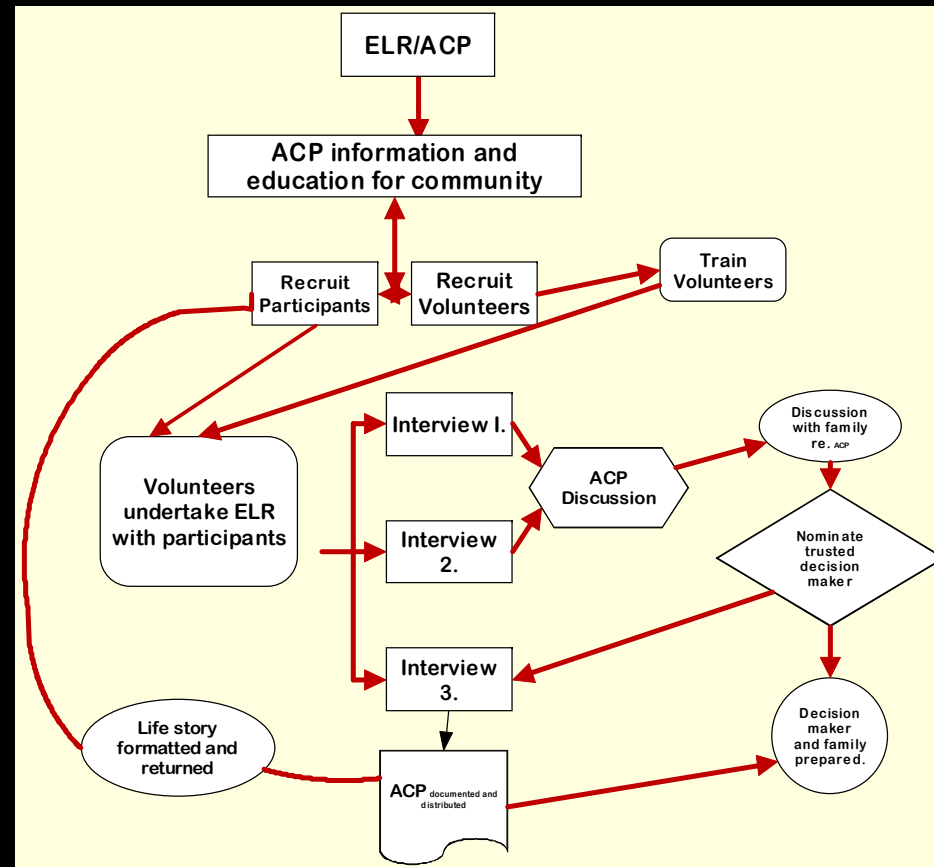 ELR/ACP
ACP information and
education for community
Recruit
Participants
Recruit
Volunteers
Train
Volunteers
Volunteers
undertake ELR
with participants
Interview I.
Interview
2.
Interview
3.
ACP
Discussion
Discussion
with family
re. ACP
Nominate
trusted
decision
maker
Decision
maker
and family
prepared.
Life story
formatted and
returned
ACP documented and
distributed